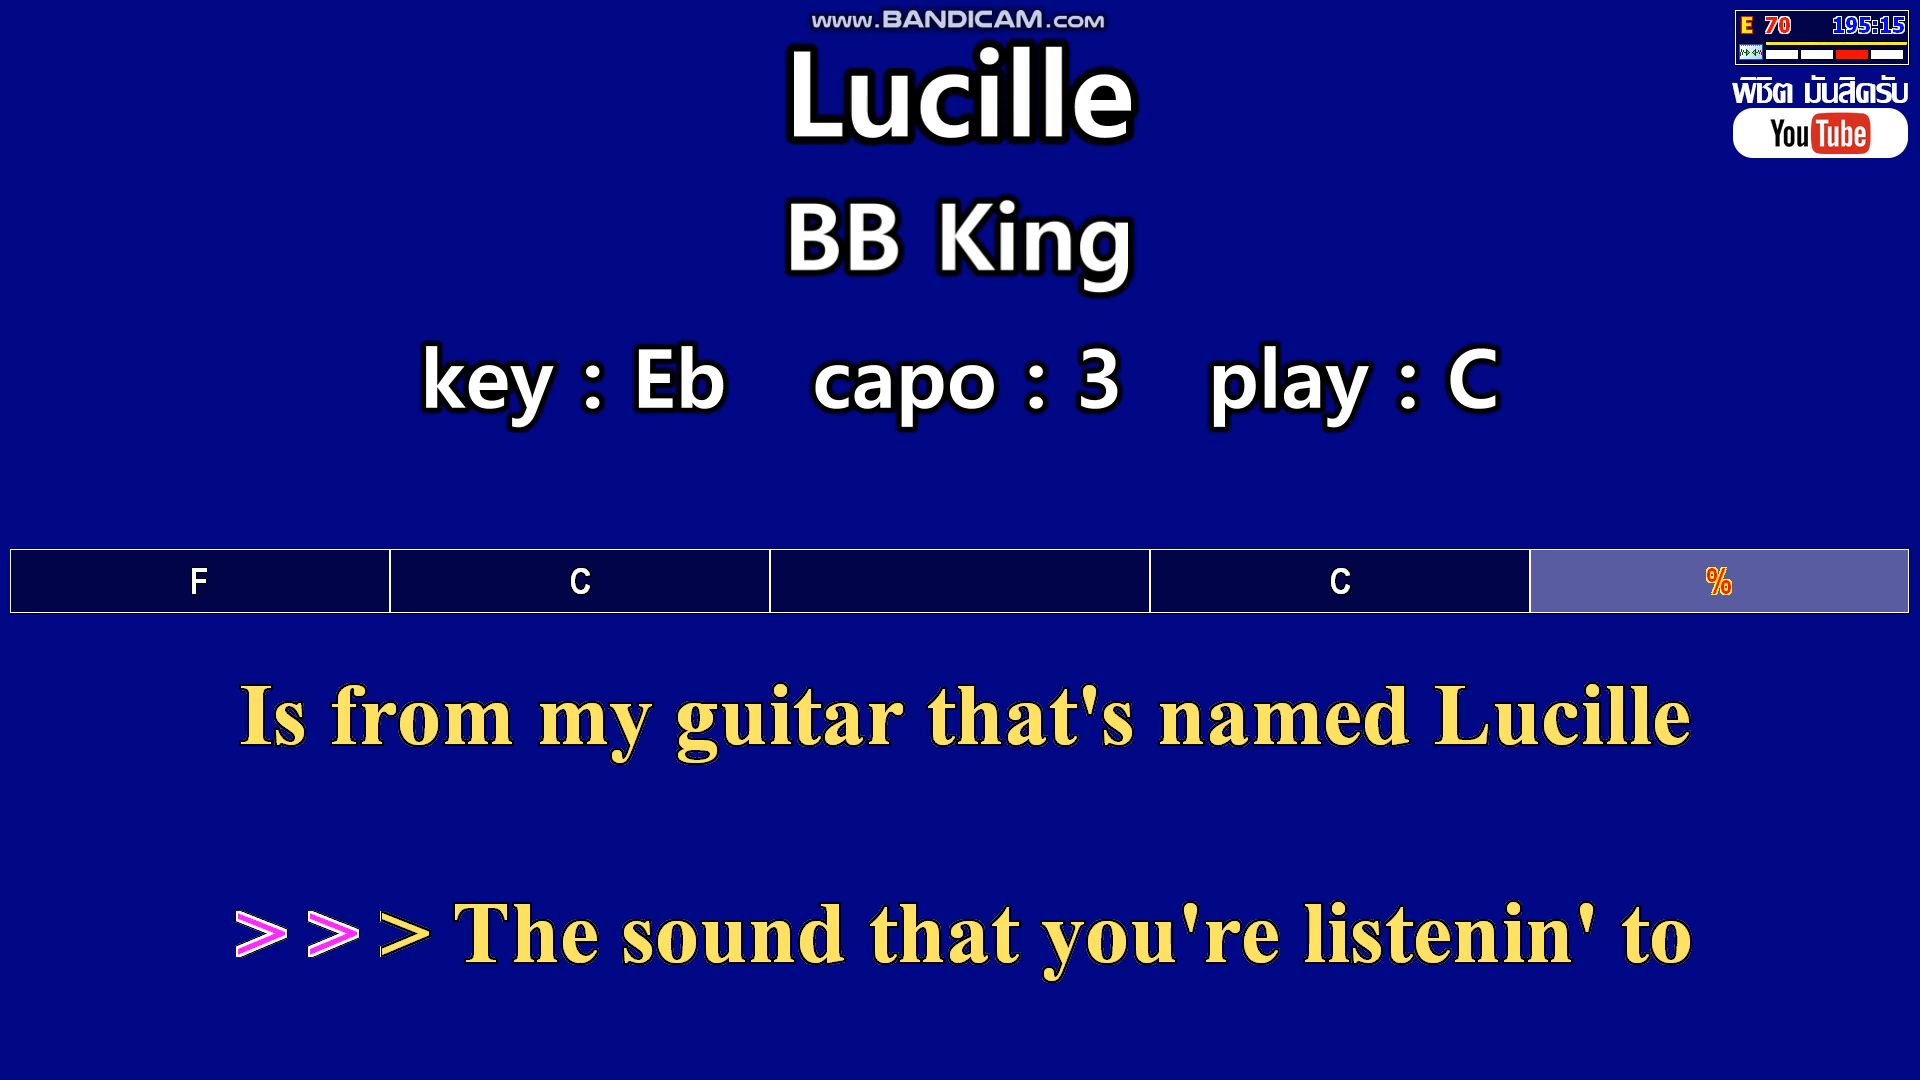 www.BANDICAM.com
E 70 195:15
Lucille
พิชิต มันสิครับ
YouTube
BB King
key : Eb capo : 3 play : C
F C C %
Is from my guitar that's named Lucille
> > > The sound that you're listenin' to